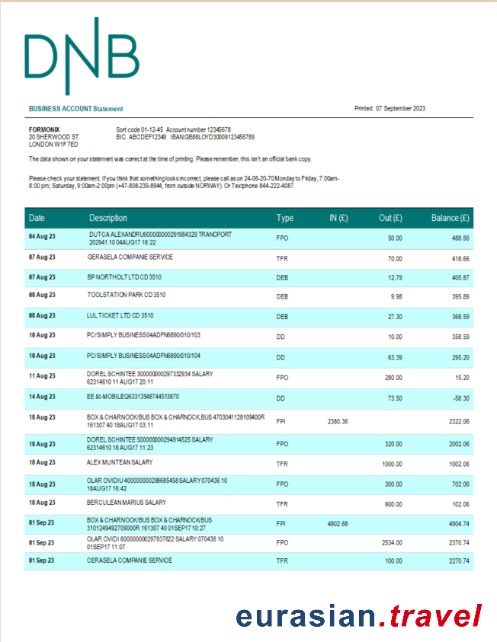 DNB
BUSINESS ACCOUNT Statement
Printed: 07 September 2023
FORMONIX
Sort code 01-12-45 Account number 12345678
20 SHERWOOD ST.
BIC: ABCDEF12348 IBAN:GB88LOYD30009123456789
LONDON W1F7ED
The data shown on your statement was correct at the time of printing. Please remember, this isn't an official bank copy.
Please check your statement. If you think that something looks incorrect, please call as on 24-06-20-70 Monday to Friday, 7:00am-
8:00 pm; Saturday, 9:00am-2:00pm (+47-808-239-8944, from outside NORWAY). Or Textphone 844-222-4087
Date Description Type IN (£) Out (£) Balance (£)
04 Aug 23 DUTCA ALEXANDRU600000000291984329 TRANCPORT FPO 50.00 488.66
202941 10 04AUG17 18:22
07 Aug 23 GERASELA COMPANIE SERVICE TFR 70.00 418.66
07 Aug 23 BP NORTHOLT LTD CD 3510 DEB 12.79 405.87
08 Aug 23 TOOLSTATION PARK CD 3510 DEB 9.98 395.89
08 Aug 23 LUL TICKET LTD CD 3510 DEB 27.30 368.59
10 Aug 23 PC/SIMPLY BUSINESS04ADFN6890/010/103 DD 10.00 358.59
10 Aug 23 PC/SIMPLY BUSINESS04ADFN6890/010/104 DD 63.39 295.20
11 Aug 23 DOREL SCHINTEE 300000000297332934 SALARY FPO 280.00 15.20
62314610 11 AUG17 20:11
14 Aug 23 EE &t-MOBILEQ63313548744513870 DD 73.50 -58.30
18 Aug 23 BOX & CHARNOCK/BUS BOX & CHARNOCK,BUS 4703041128109400R FPI 2380.36 2322.06
161307 40 18AUG17 03:11
18 Aug 23 DOREL SCHINTEE 500000000294914525 SALARY FPO 320.00 2002.06
62314610 18 AUG17 11:23
18 Aug 23 ALEX MUNTEAN SALARY TFR 1000.00 1002.06
18 Aug 23 OLAR OVIDIU 400000000299685458 SALARY 070436 10 FPO 300.00 702.06
18AUG17 16:42
18 Aug 23 BERCULEAN MARIUS SALARY TFR 600.00 102.06
01 Sep 23 BOX & CHARNOCK/BUS BOX & CHARNOCK/BUS FPI 4802.68 4904.74
3101249492709000R 161307 40 01SEP17 10:27
01 Sep 23 OLAR OVIDI 600000000297937622 SALARY 070436 10 FPO 2534.00 2370.74
01SEP17 11:07
01 Sep 23 CERASELA COMPANIE SERVICE TFR 100.00 2270.74
eurasian.travel